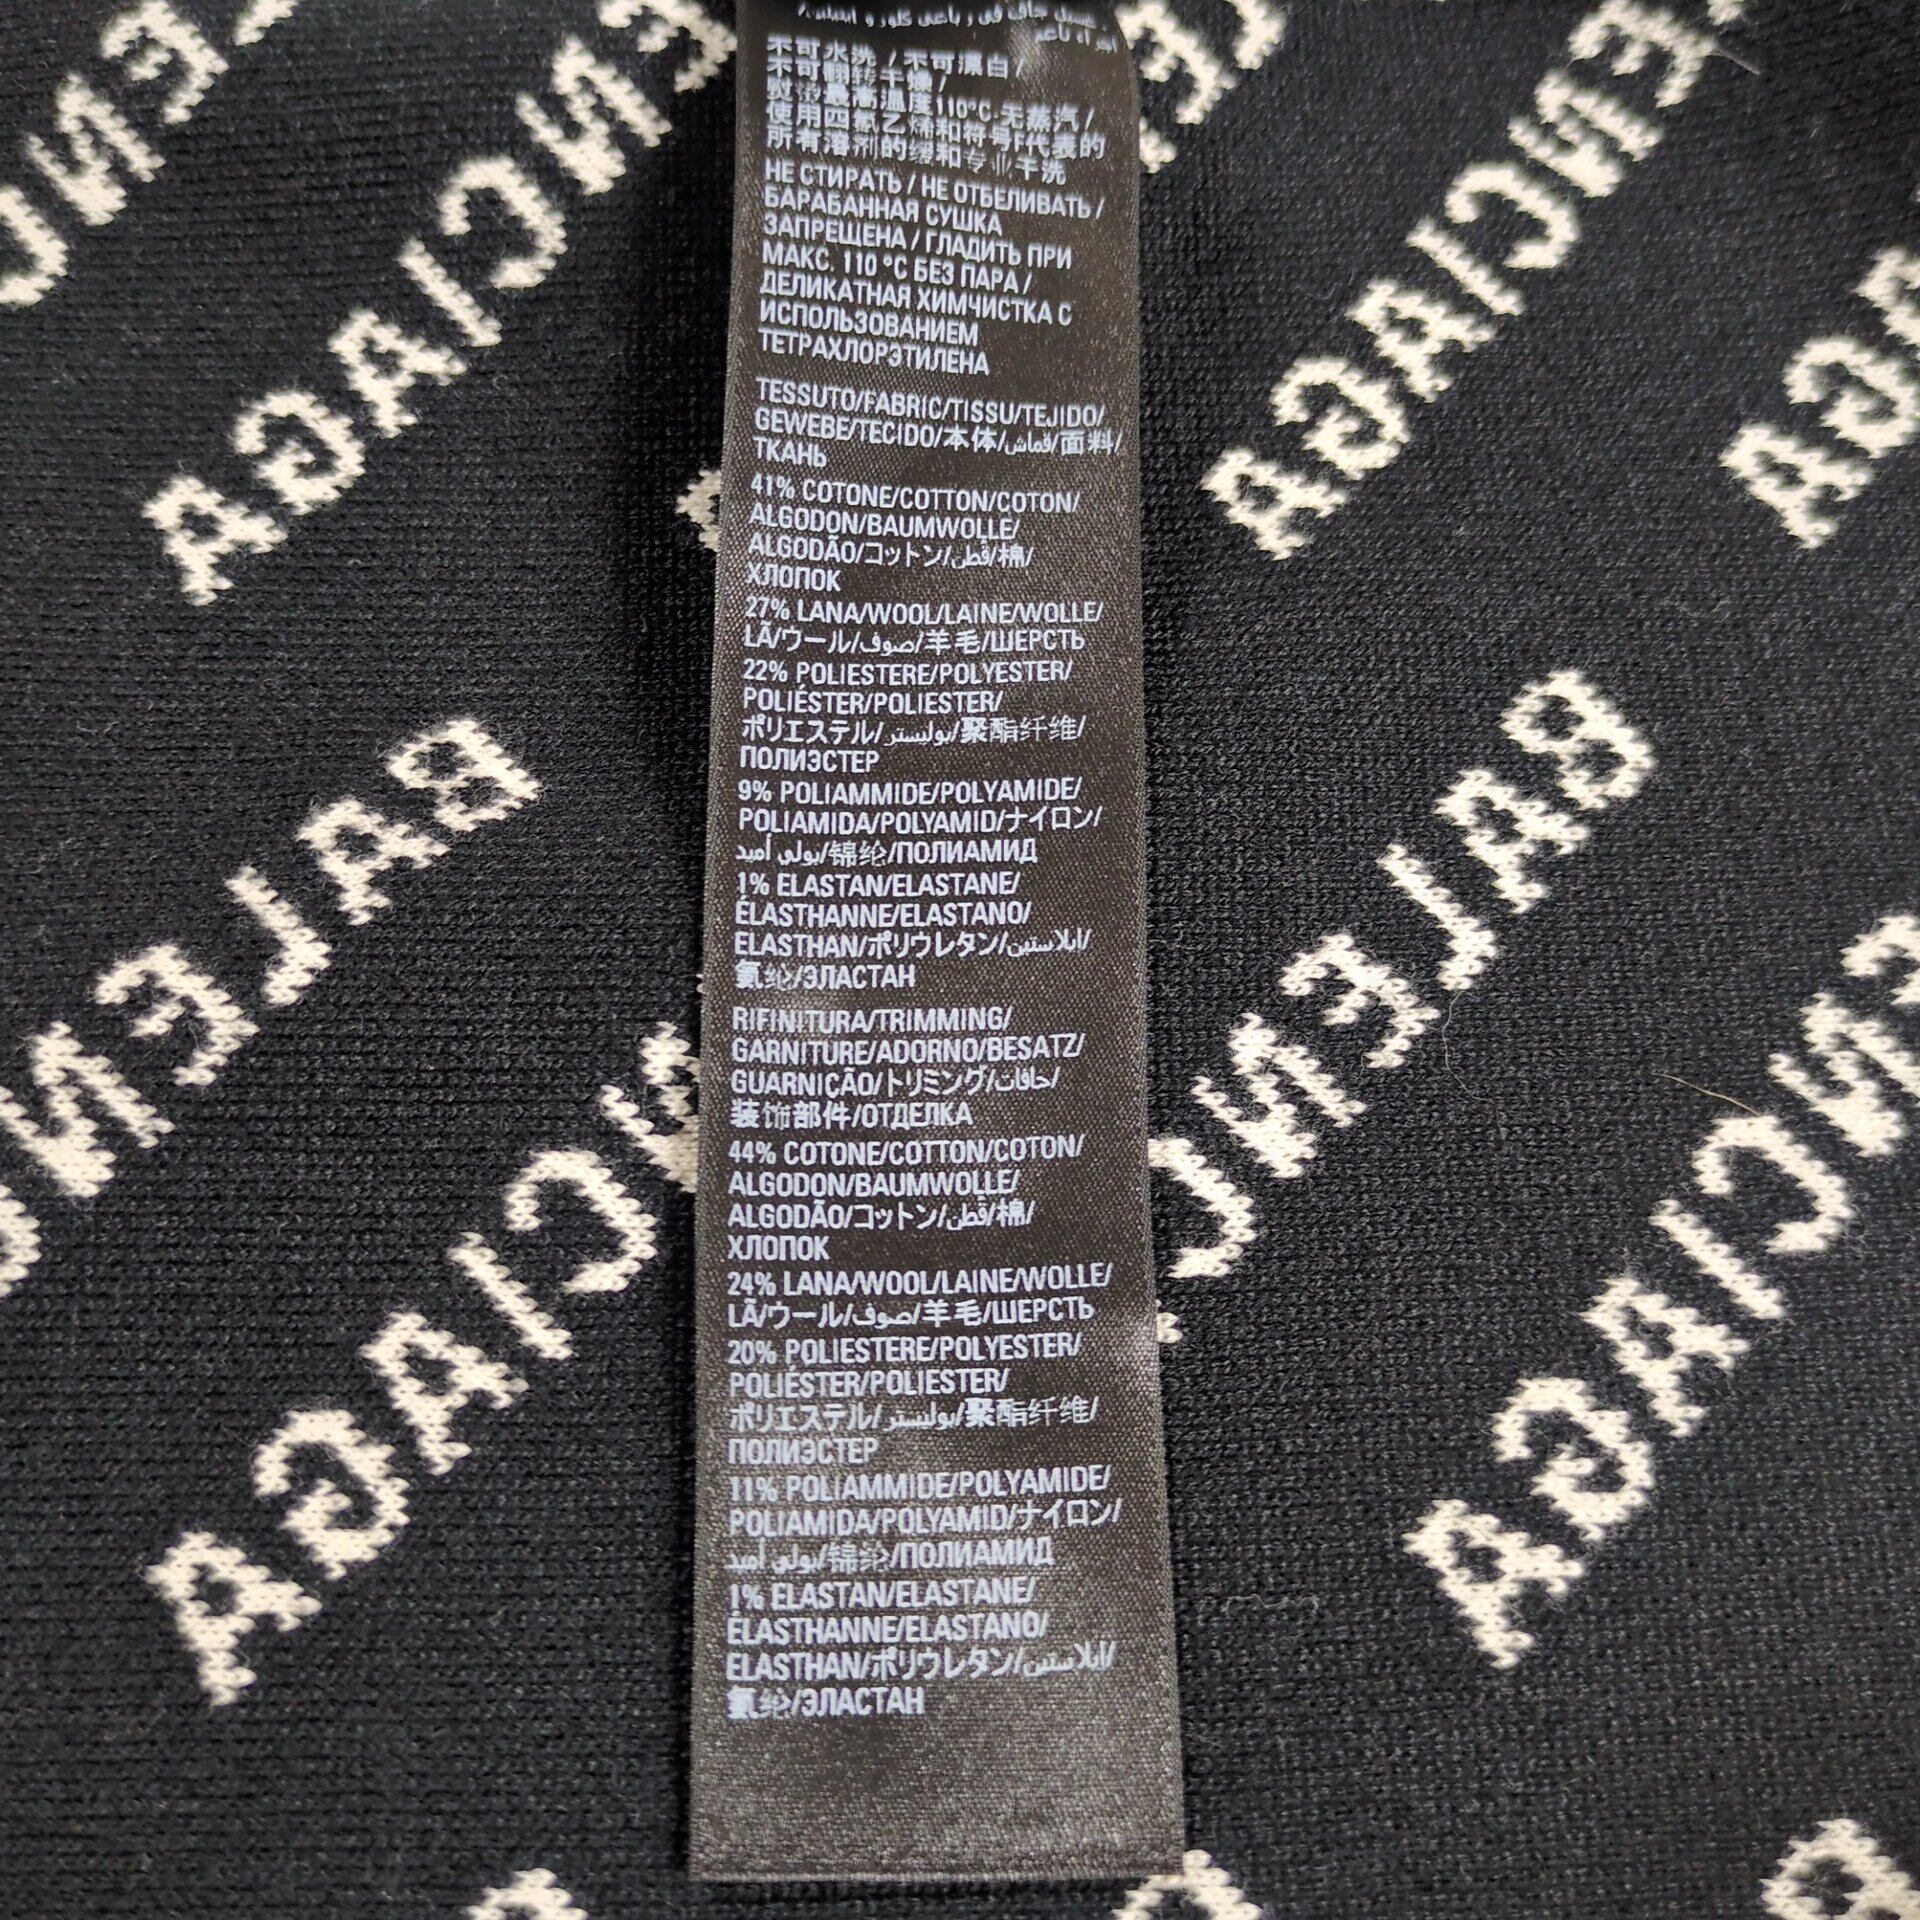 不可水洗 / 不可漂白 /
不可翻转干燥 /
熨烫最高温度110°C.无蒸汽 /
使用四氯乙烯和符号F代表的
所有溶剂的缓和专业干洗
НЕ СТИРАТЬ / НЕ ОТБЕЛИВАТЬ /
БАРАБАННАЯ СУШКА
ЗАПРЕЩЕНА / ГЛАДИТЬ ПРИ
МАКС. 110 °C БЕЗ ПАРА /
ДЕЛИКАТНАЯ ХИМЧИСТКА С
ИСПОЛЬЗОВАНИЕМ
ТЕТРАХЛОРЭТИЛЕНА
TESSUTO/FABRIC/TISSU/TEJIDO/
GEWEBE/TECIDO/本体/قماش/面料/
ТКАНЬ
41% COTONE/COTTON/COTON/
ALGODON/BAUMWOLLE/
ALGODÃO/コットン/قطن/棉/
ХЛОПОК
27% LANA/WOOL/LAINE/WOLLE/
LÃ/ウール/صوف/羊毛/ШЕРСТЬ
22% POLIESTERE/POLYESTER/
POLIÉSTER/POLIESTER/
ポリエステル/بوليستر/聚酯纤维/
ПОЛИЭСТЕР
9% POLIAMMIDE/POLYAMIDE/
POLIAMIDA/POLYAMID/ナイロン/
بولي أميد/锦纶/ПОЛИАМИД
1% ELASTAN/ELASTANE/
ÉLASTHANNE/ELASTANO/
ELASTHAN/ポリウレタン/إيلاستين/
氨纶/ЭЛАСТАН
RIFINITURA/TRIMMING/
GARNITURE/ADORNO/BESATZ/
GUARNIÇÃO/トリミング/حافات/
装饰部件/ОТДЕЛКА
44% COTONE/COTTON/COTON/
ALGODON/BAUMWOLLE/
ALGODÃO/コットン/قطن/棉/
ХЛОПОК
24% LANA/WOOL/LAINE/WOLLE/
LÃ/ウール/صوف/羊毛/ШЕРСТЬ
20% POLIESTERE/POLYESTER/
POLIÉSTER/POLIESTER/
ポリエステル/بوليستر/聚酯纤维/
ПОЛИЭСТЕР
11% POLIAMMIDE/POLYAMIDE/
POLIAMIDA/POLYAMID/ナイロン/
بولي أميد/锦纶/ПОЛИАМИД
1% ELASTAN/ELASTANE/
ÉLASTHANNE/ELASTANO/
ELASTHAN/ポリウレタン/إيلاستين/
氨纶/ЭЛАСТАН
BALENCIAGA
BALENCIAGA